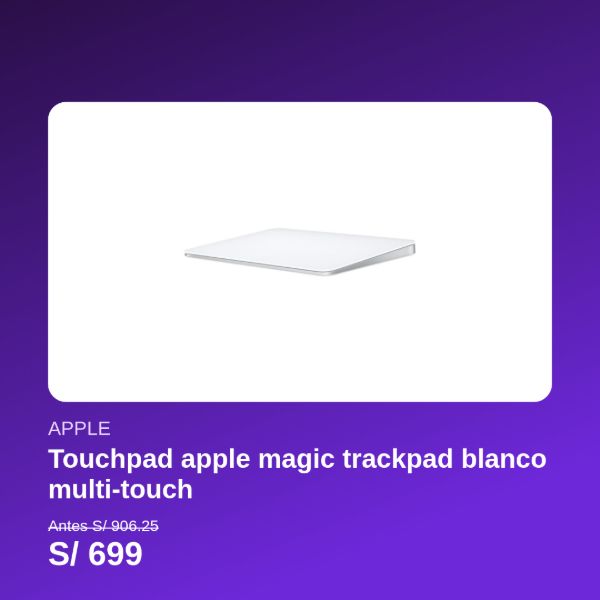 APPLE
Touchpad apple magic trackpad blanco
multi-touch
Antes S/ 906.25
S/ 699